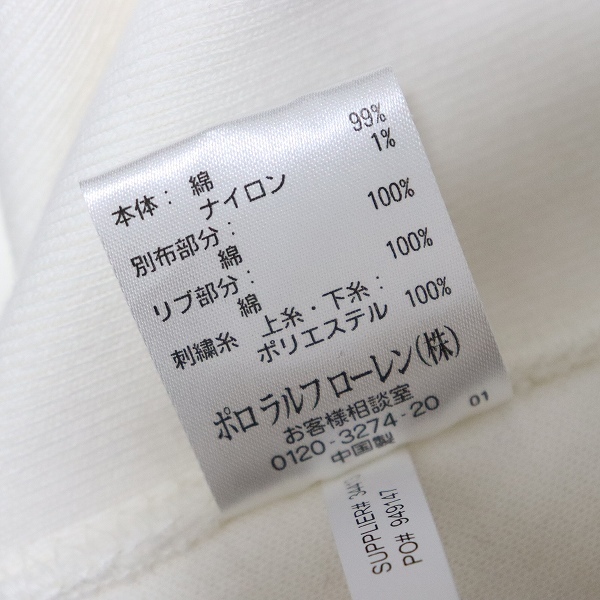 本体: 綿 99%
ナイロン 1%
別布部分:
綿 100%
リブ部分:
綿 100%
刺繍糸 上糸・下糸:
ポリエステル 100%
ポロ ラルフ ローレン(株)
お客様相談室
0120-3274-20 01
中国製
SUPPLIER#
PO# 949147